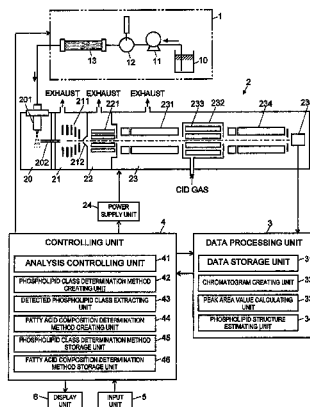 1
13
12
11
10
EXHAUST EXHAUST EXHAUST
2
201
211
221
231
233
232
234
202
212
20
21
22
23
CID GAS
24
POWER SUPPLY UNIT
4
CONTROLLING UNIT
ANALYSIS CONTROLLING UNIT
41
PHOSPHOLIPID CLASS DETERMINATION METHOD CREATING UNIT
42
DETECTED PHOSPHOLIPID CLASS EXTRACTING UNIT
43
FATTY ACID COMPOSITION DETERMINATION METHOD CREATING UNIT
44
PHOSPHOLIPID CLASS DETERMINATION METHOD STORAGE UNIT
45
FATTY ACID COMPOSITION DETERMINATION METHOD STORAGE UNIT
46
3
DATA PROCESSING UNIT
DATA STORAGE UNIT
CHROMATOGRAM CREATING UNIT
PEAK AREA VALUE CALCULATING UNIT
PHOSPHOLIPID STRUCTURE ESTIMATING UNIT
6
DISPLAY UNIT
INPUT UNIT
5